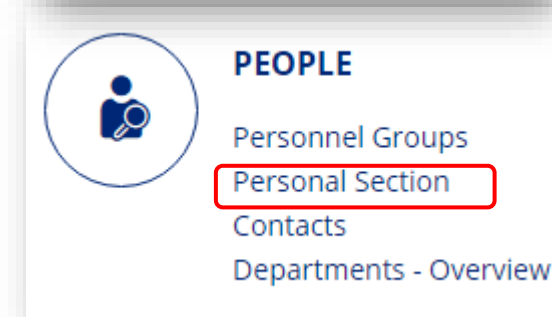 PEOPLE
Personnel Groups
Personal Section
Contacts
Departments - Overview